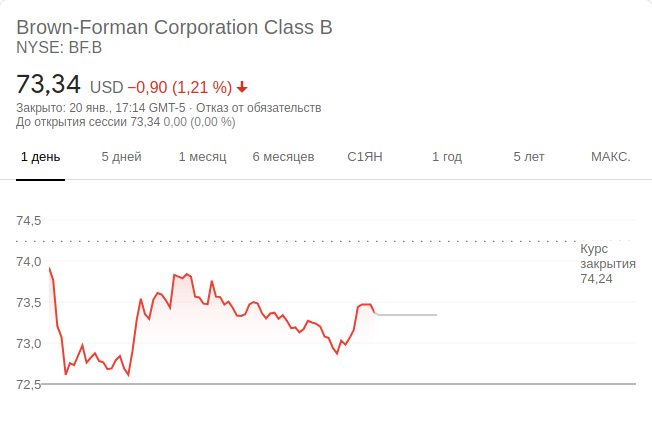 Brown-Forman Corporation Class B
NYSE: BF.B
73,34 USD −0,90 (1,21 %)
Закрыто: 20 янв., 17:14 GMT-5 · Отказ от обязательств
До открытия сессии 73,34 0,00 (0,00 %)
1 день 5 дней 1 месяц 6 месяцев С1ЯН 1 год 5 лет МАКС.
74,5
Курс
74,0 закрытия
74,24
73,5
73,0
72,5